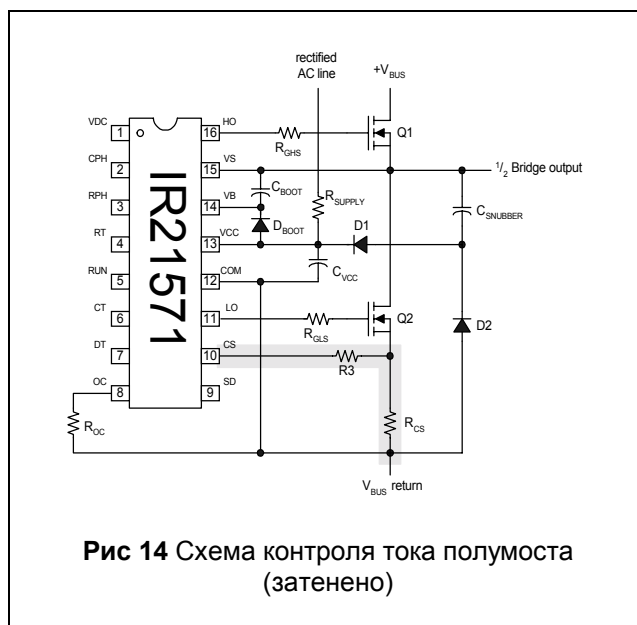 rectified
AC line
+VBUS
VDC
1
16
HO
RGHS
Q1
CPH
2
15
VS
1/2 Bridge output
CBOOT
RPH
3
14
VB
RSUPPLY
CSNUBBER
DBOOT
D1
RT
4
13
VCC
IR21571
CVCC
RUN
5
12
COM
CT
6
11
LO
RGLS
Q2
D2
DT
7
10
CS
R3
OC
8
9
SD
ROC
RCS
VBUS return
Рис 14 Схема контроля тока полумоста
(затенено)